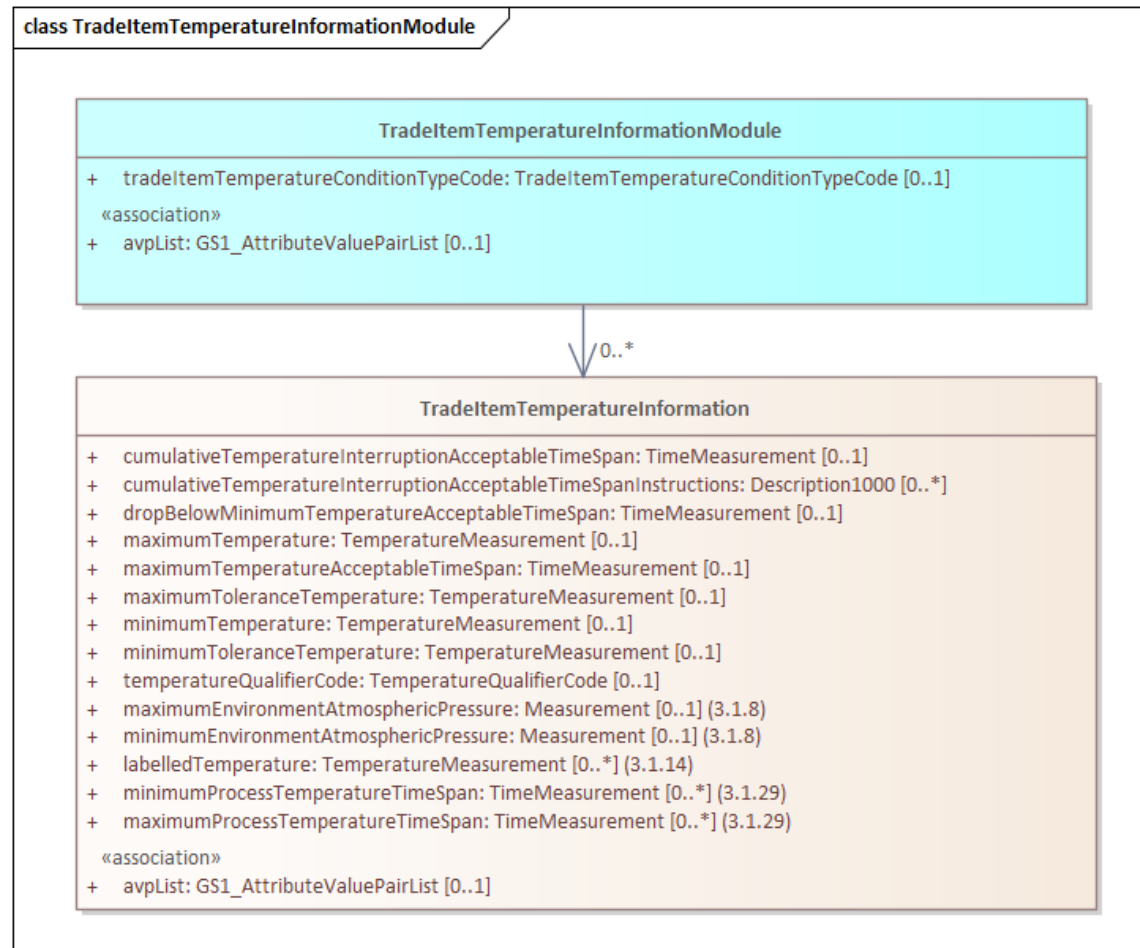 class TradeItemTemperatureInformationModule
TradeItemTemperatureInformationModule
+ tradeItemTemperatureConditionTypeCode: TradeItemTemperatureConditionTypeCode [0..1]
«association»
+ avpList: GS1_AttributeValuePairList [0..1]
0..*
TradeItemTemperatureInformation
+ cumulativeTemperatureInterruptionAcceptableTimeSpan: TimeMeasurement [0..1]
+ cumulativeTemperatureInterruptionAcceptableTimeSpanInstructions: Description1000 [0..*]
+ dropBelowMinimumTemperatureAcceptableTimeSpan: TimeMeasurement [0..1]
+ maximumTemperature: TemperatureMeasurement [0..1]
+ maximumTemperatureAcceptableTimeSpan: TimeMeasurement [0..1]
+ maximumToleranceTemperature: TemperatureMeasurement [0..1]
+ minimumTemperature: TemperatureMeasurement [0..1]
+ minimumToleranceTemperature: TemperatureMeasurement [0..1]
+ temperatureQualifierCode: TemperatureQualifierCode [0..1]
+ maximumEnvironmentAtmosphericPressure: Measurement [0..1] (3.1.8)
+ minimumEnvironmentAtmosphericPressure: Measurement [0..1] (3.1.8)
+ labelledTemperature: TemperatureMeasurement [0..*] (3.1.14)
+ minimumProcessTemperatureTimeSpan: TimeMeasurement [0..*] (3.1.29)
+ maximumProcessTemperatureTimeSpan: TimeMeasurement [0..*] (3.1.29)
«association»
+ avpList: GS1_AttributeValuePairList [0..1]